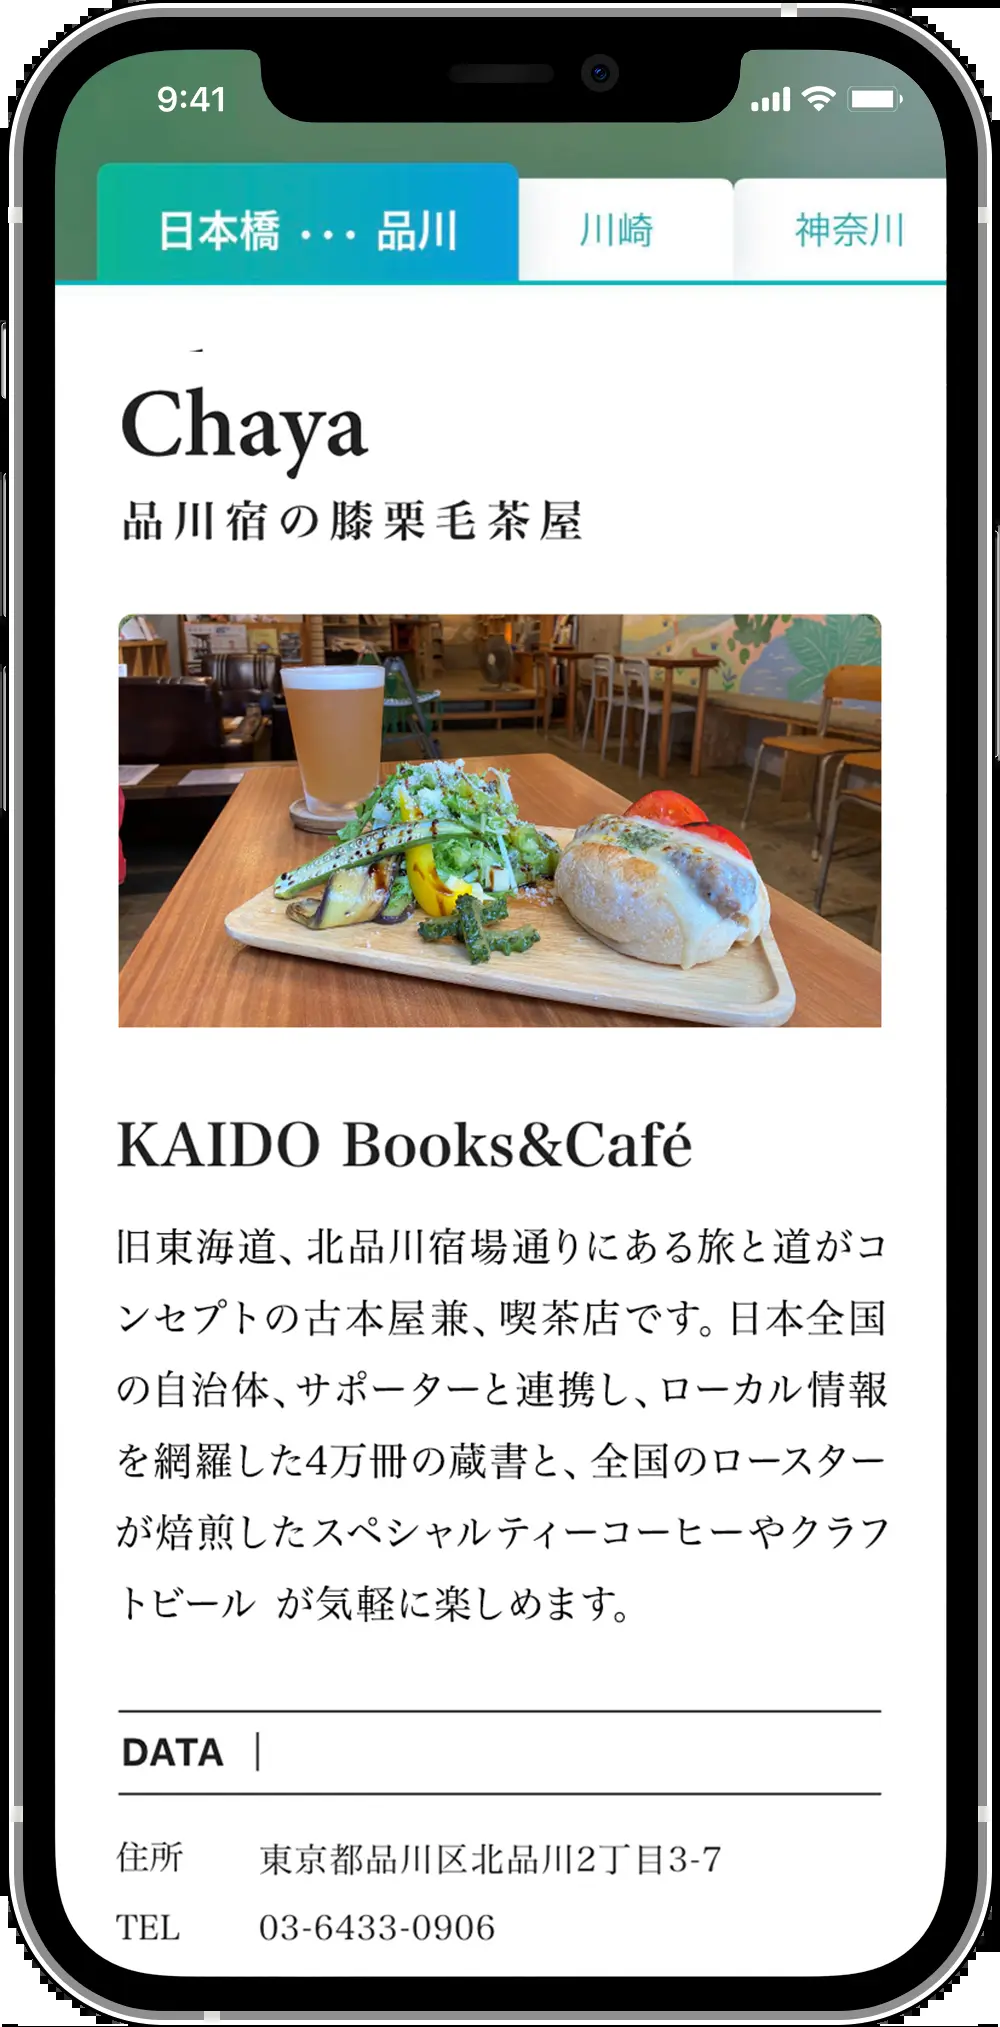 9:41
日本橋 ··· 品川
川崎
神奈川
Chaya
品川宿の膝栗毛茶屋
KAIDO Books&Café
旧東海道、北品川宿場通りにある旅と道がコ
ンセプトの古本屋兼、喫茶店です。日本全国
の自治体、サポーターと連携し、ローカル情報
を網羅した4万冊の蔵書と、全国のロースター
が焙煎したスペシャルティーコーヒーやクラフ
トビール が気軽に楽しめます。
DATA |
住所 東京都品川区北品川2丁目3-7
TEL 03-6433-0906